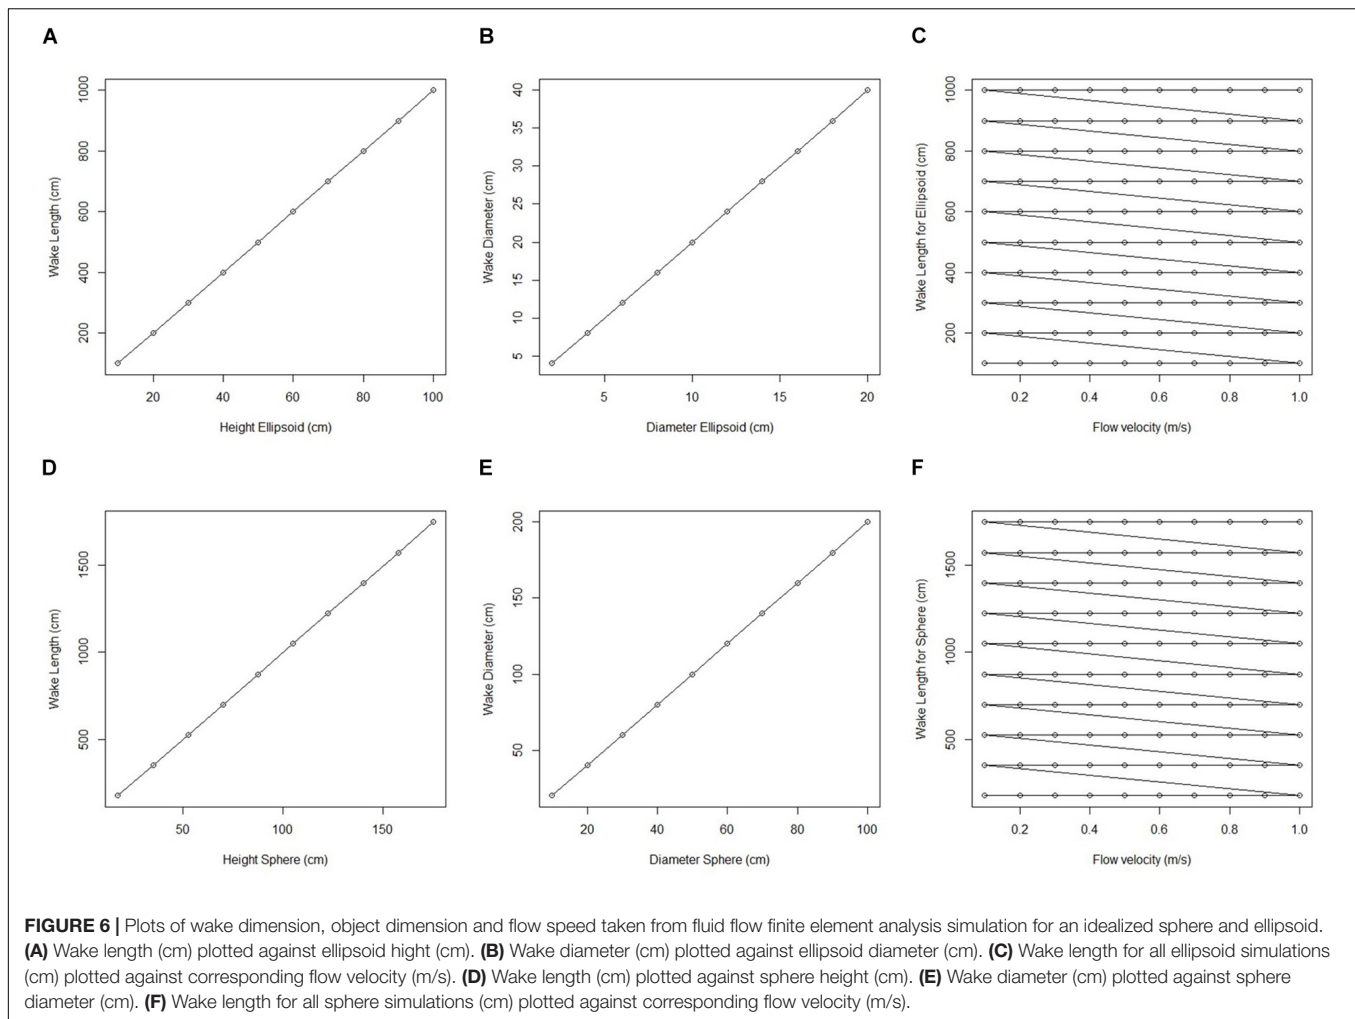 A
B
C
Wake Length (cm)
200
400
600
800
1000
20
40
60
80
100
Height Ellipsoid (cm)
Wake Diameter (cm)
5
10
15
20
25
30
35
40
5
10
15
20
Diameter Ellipsoid (cm)
Wake Length for Ellipsoid (cm)
200
400
600
800
1000
0.2
0.4
0.6
0.8
1.0
Flow velocity (m/s)
D
E
F
Wake Length (cm)
500
1000
1500
50
100
150
Height Sphere (cm)
Wake Diameter (cm)
50
100
150
200
20
40
60
80
100
Diameter Sphere (cm)
Wake Length for Sphere (cm)
500
1000
1500
0.2
0.4
0.6
0.8
1.0
Flow velocity (m/s)
FIGURE 6 | Plots of wake dimension, object dimension and flow speed taken from fluid flow finite element analysis simulation for an idealized sphere and ellipsoid.
(A) Wake length (cm) plotted against ellipsoid hight (cm). (B) Wake diameter (cm) plotted against ellipsoid diameter (cm). (C) Wake length for all ellipsoid simulations
(cm) plotted against corresponding flow velocity (m/s). (D) Wake length (cm) plotted against sphere height (cm). (E) Wake diameter (cm) plotted against sphere
diameter (cm). (F) Wake length for all sphere simulations (cm) plotted against corresponding flow velocity (m/s).